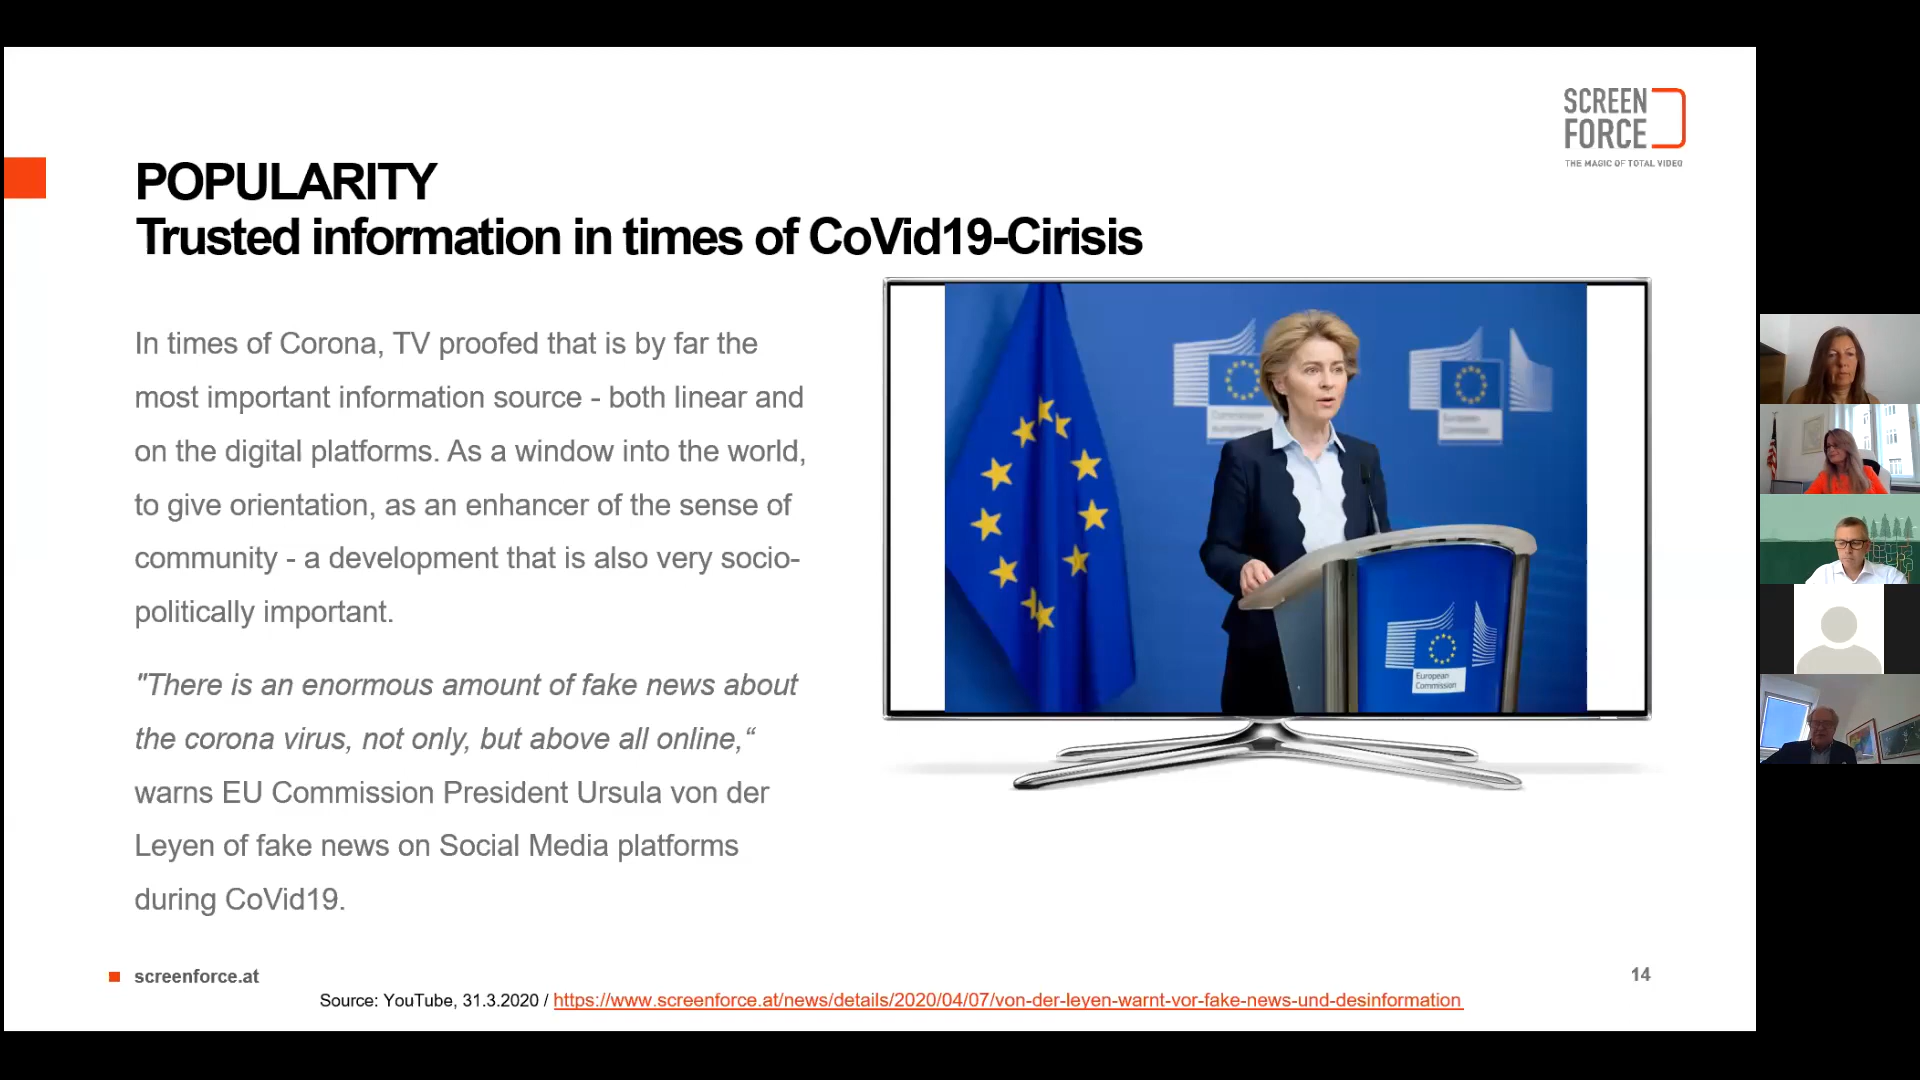 SCREEN
FORCE
THE MAGIC OF TOTAL VIDEO
POPULARITY
Trusted information in times of CoVid19-Cirisis
In times of Corona, TV proofed that is by far the
most important information source - both linear and
on the digital platforms. As a window into the world,
to give orientation, as an enhancer of the sense of
community - a development that is also very socio-
politically important.
"There is an enormous amount of fake news about
the corona virus, not only, but above all online,“
warns EU Commission President Ursula von der
Leyen of fake news on Social Media platforms
during CoVid19.
Commission
européenne
European
Commission
European
Commission
screenforce.at
14
Source: YouTube, 31.3.2020 / https://www.screenforce.at/news/details/2020/04/07/von-der-leyen-warnt-vor-fake-news-und-desinformation